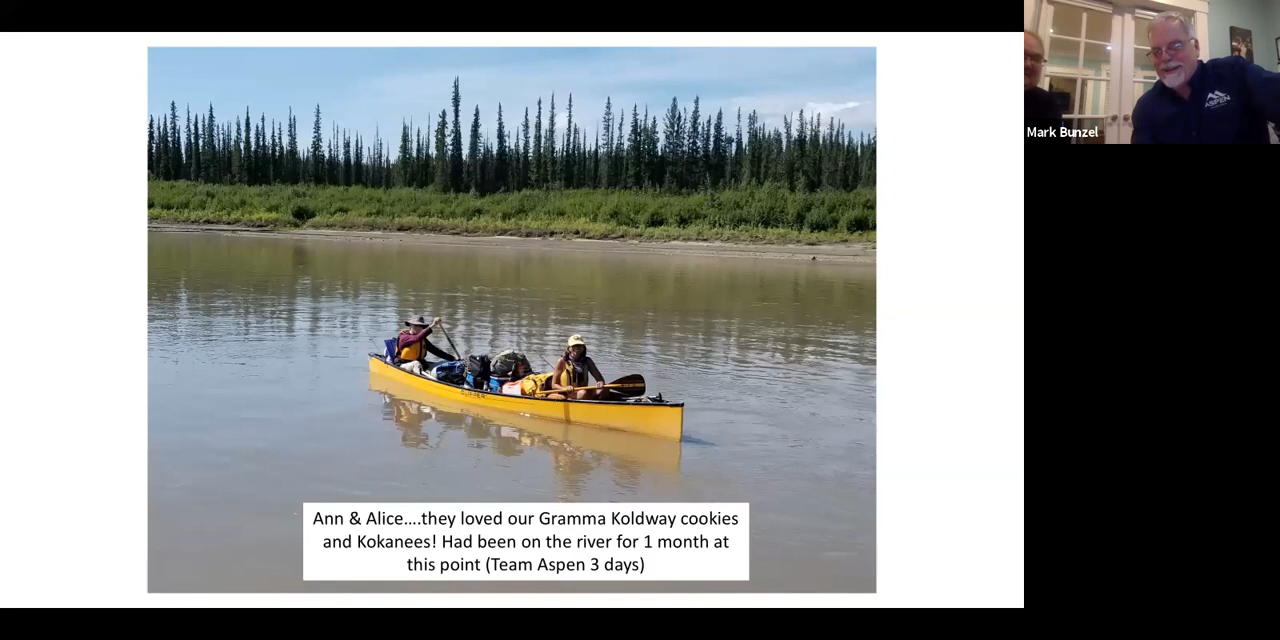 Ann & Alice....they loved our Gramma Koldway cookies
and Kokanees! Had been on the river for 1 month at
this point (Team Aspen 3 days)
Mark Bunzel
ASPEN
CLIPPER